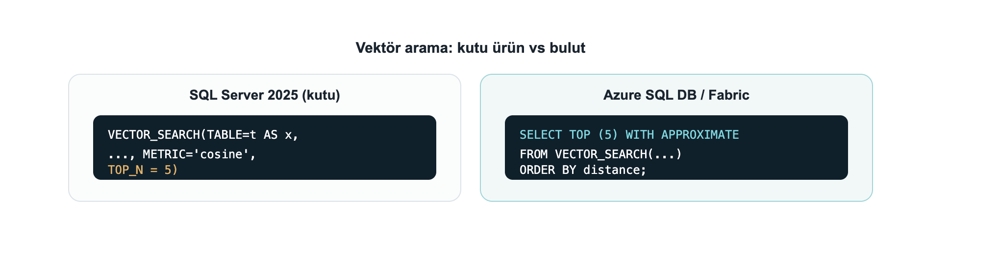 Vektör arama: kutu ürün vs bulut
SQL Server 2025 (kutu)
VECTOR_SEARCH(TABLE=t AS x,
..., METRIC='cosine',
TOP_N = 5)
Azure SQL DB / Fabric
SELECT TOP (5) WITH APPROXIMATE
FROM VECTOR_SEARCH(...)
ORDER BY distance;